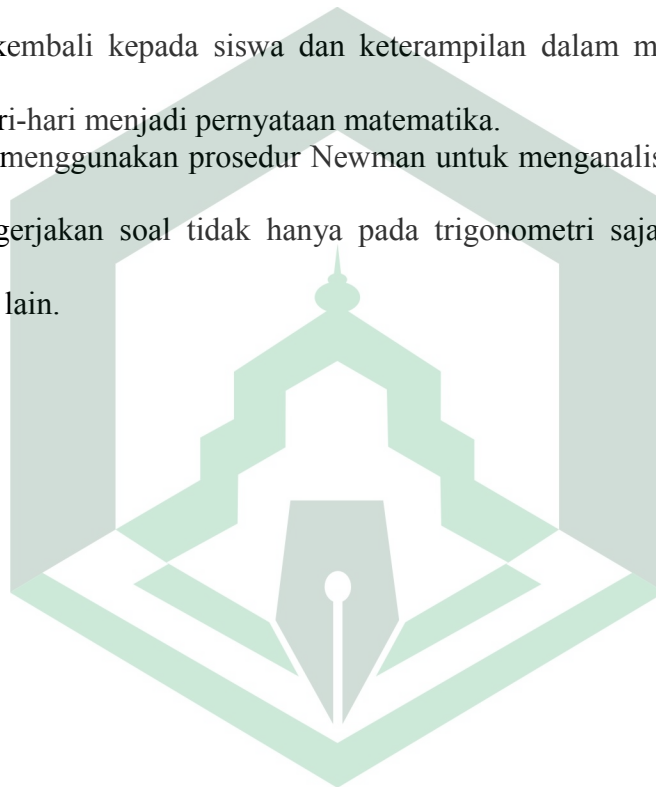 kembali kepada siswa dan keterampilan dalam m
ri-hari menjadi pernyataan matematika.
menggunakan prosedur Newman untuk menganalis
gerjakan soal tidak hanya pada trigonometri saja
lain.